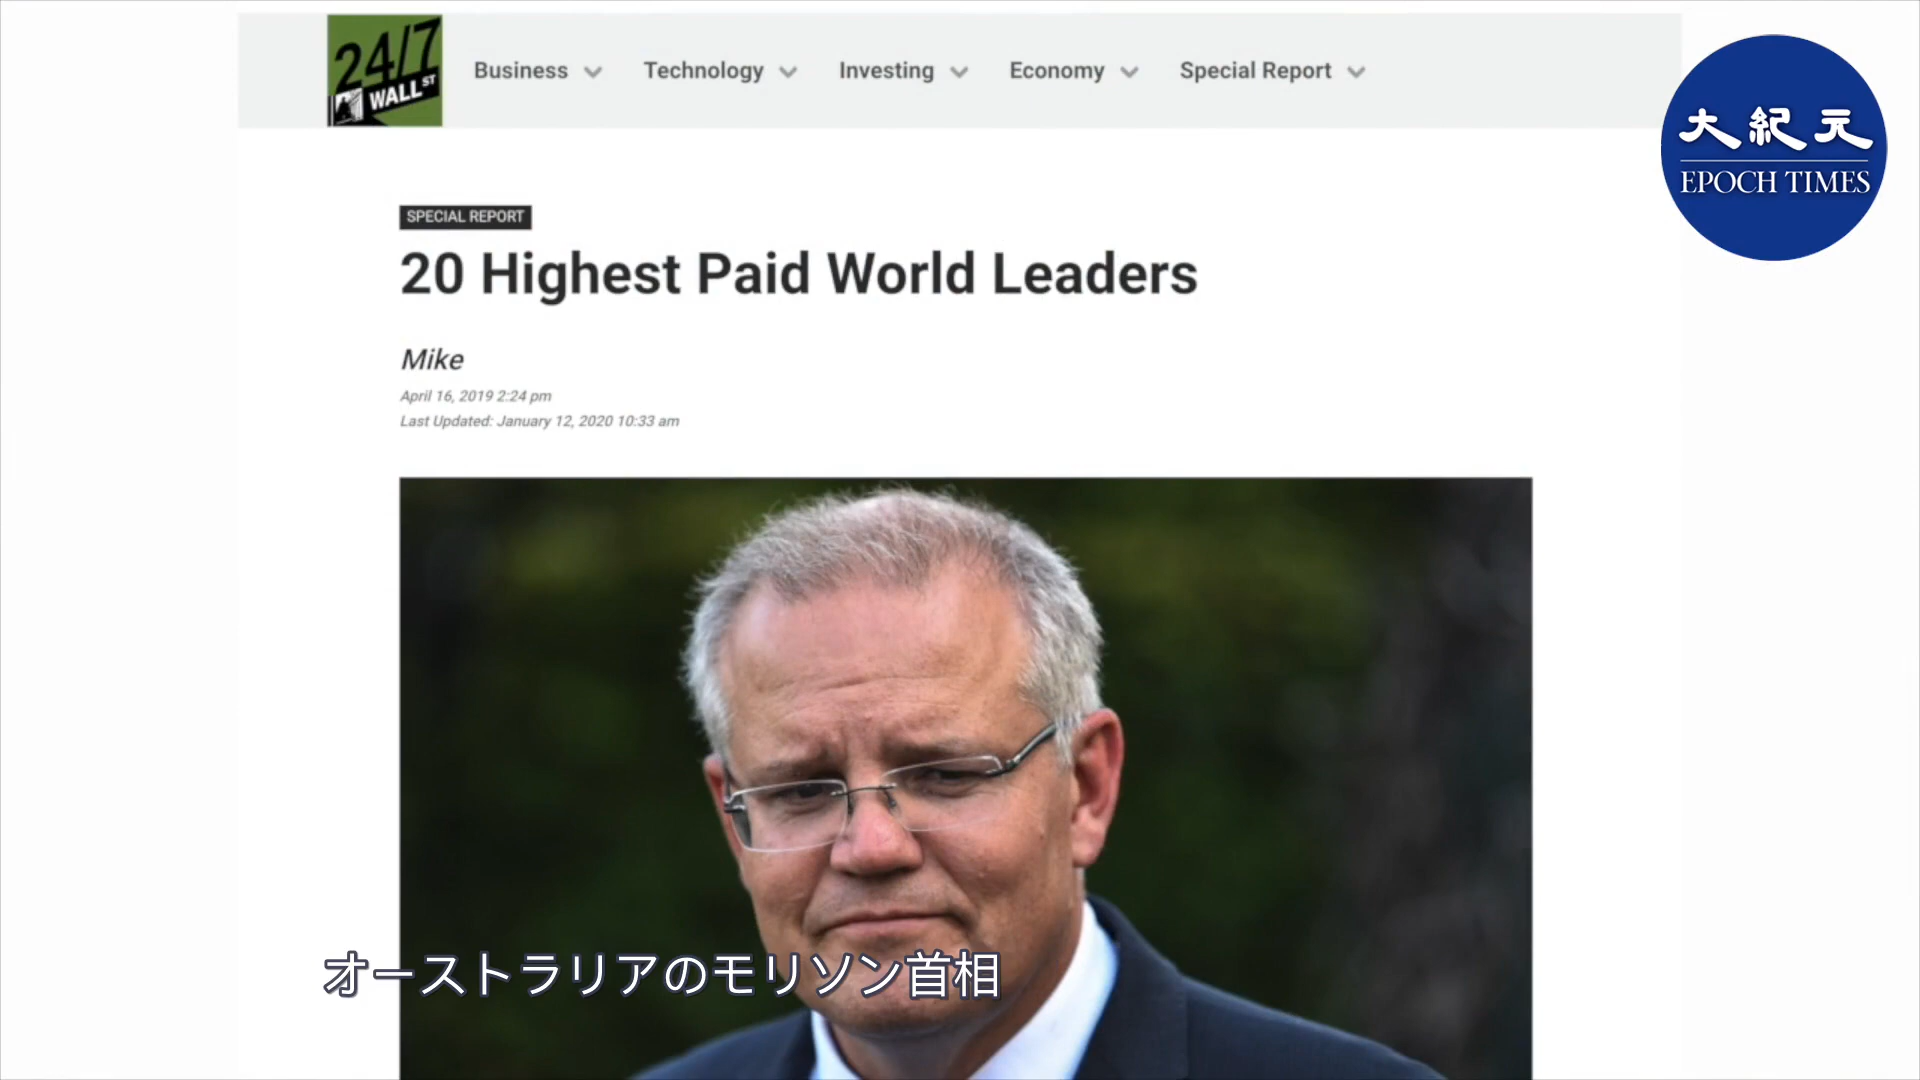 24/7
WALL ST
Business
Technology
Investing
Economy
Special Report
大紀元
EPOCH TIMES
SPECIAL REPORT
20 Highest Paid World Leaders
Mike
April 16, 2019 2:24 pm
Last Updated: January 12, 2020 10:33 am
オーストラリアのモリソン首相